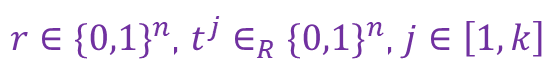 r ∈ {0,1}ⁿ, tʲ ∈_R {0,1}ⁿ, j ∈ [1, k]